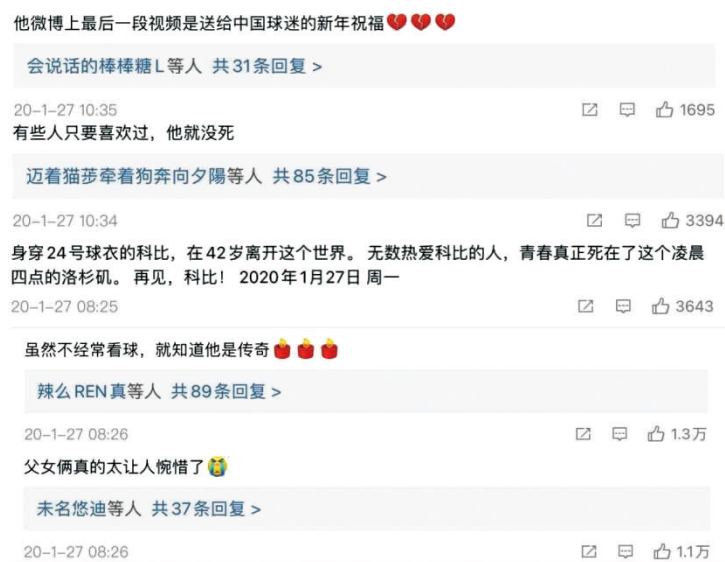 他微博上最后一段视频是送给中国球迷的新年祝福💔💔💔
会说话的棒棒糖L等人 共31条回复 >
20-1-27 10:35 1695
有些人只要喜欢过，他就没死
迈着猫莎牵着狗奔向夕陽等人 共85条回复 >
20-1-27 10:34 3394
身穿24号球衣的科比，在42岁离开这个世界。无数热爱科比的人，青春真正死在了这个凌晨
四点的洛杉矶。再见，科比！ 2020年1月27日 周一
20-1-27 08:25 3643
虽然不经常看球，就知道他是传奇🕯🕯🕯
辣么REN真等人 共89条回复 >
20-1-27 08:26 1.3万
父女俩真的太让人惋惜了😭
未名悠迪等人 共37条回复 >
20-1-27 08:26 1.1万